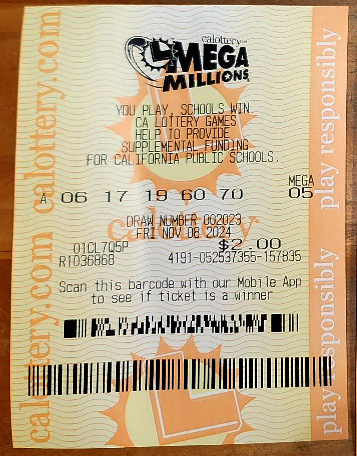 calottery
MEGA
MILLIONS
YOU PLAY, SCHOOLS WIN.
CA LOTTERY GAMES
HELP TO PROVIDE
SUPPLEMENTAL FUNDING
FOR CALIFORNIA PUBLIC SCHOOLS.
MEGA
A 06 17 19 60 70 05
DRAW NUMBER 002023
FRI NOV 08 2024
01CL7Q5P $2.00
R1036868 4191-052537355-157835
Scan this barcode with our Mobile App
to see if ticket is a winner
calottery.com calottery.com
play responsibly play responsibly